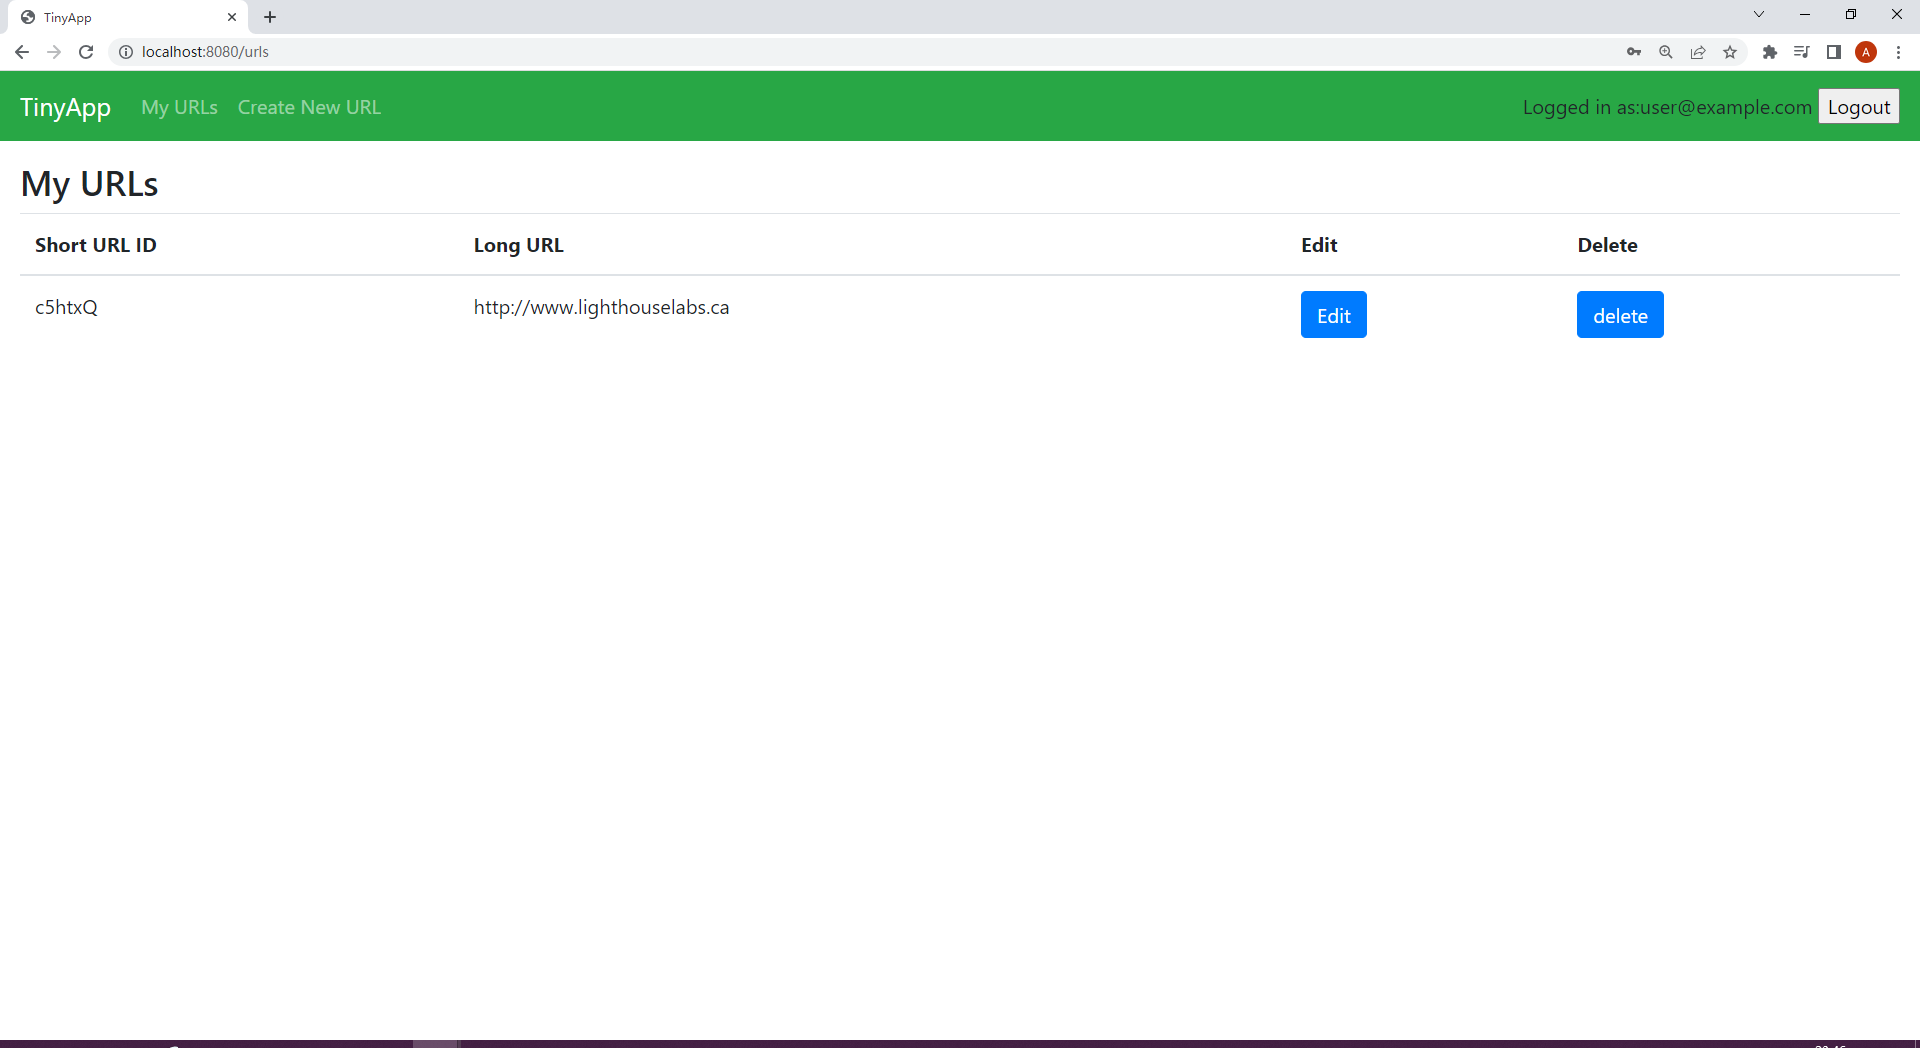 TinyApp
localhost:8080/urls
A
TinyApp My URLs Create New URL Logged in as:user@example.com Logout
My URLs
Short URL ID Long URL Edit Delete
c5htxQ http://www.lighthouselabs.ca Edit delete